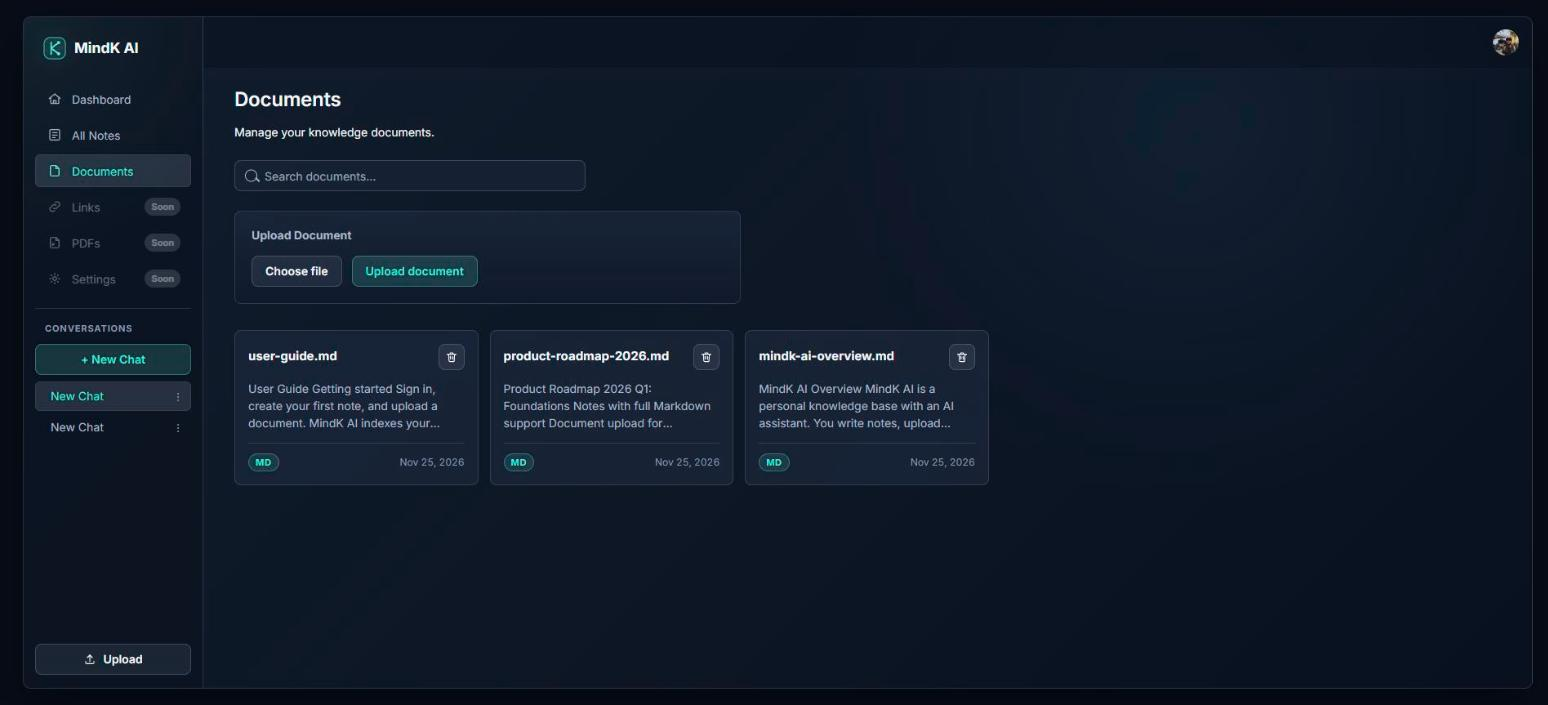 MindK AI
Dashboard
All Notes
Documents
Links Soon
PDFs Soon
Settings Soon
CONVERSATIONS
+ New Chat
New Chat
New Chat
Upload
Documents
Manage your knowledge documents.
Search documents...
Upload Document
Choose file
Upload document
user-guide.md
User Guide Getting started Sign in,
create your first note, and upload a
document. MindK AI indexes your...
MD Nov 25, 2026
product-roadmap-2026.md
Product Roadmap 2026 Q1:
Foundations Notes with full Markdown
support Document upload for...
MD Nov 25, 2026
mindk-ai-overview.md
MindK AI Overview MindK AI is a
personal knowledge base with an AI
assistant. You write notes, upload...
MD Nov 25, 2026